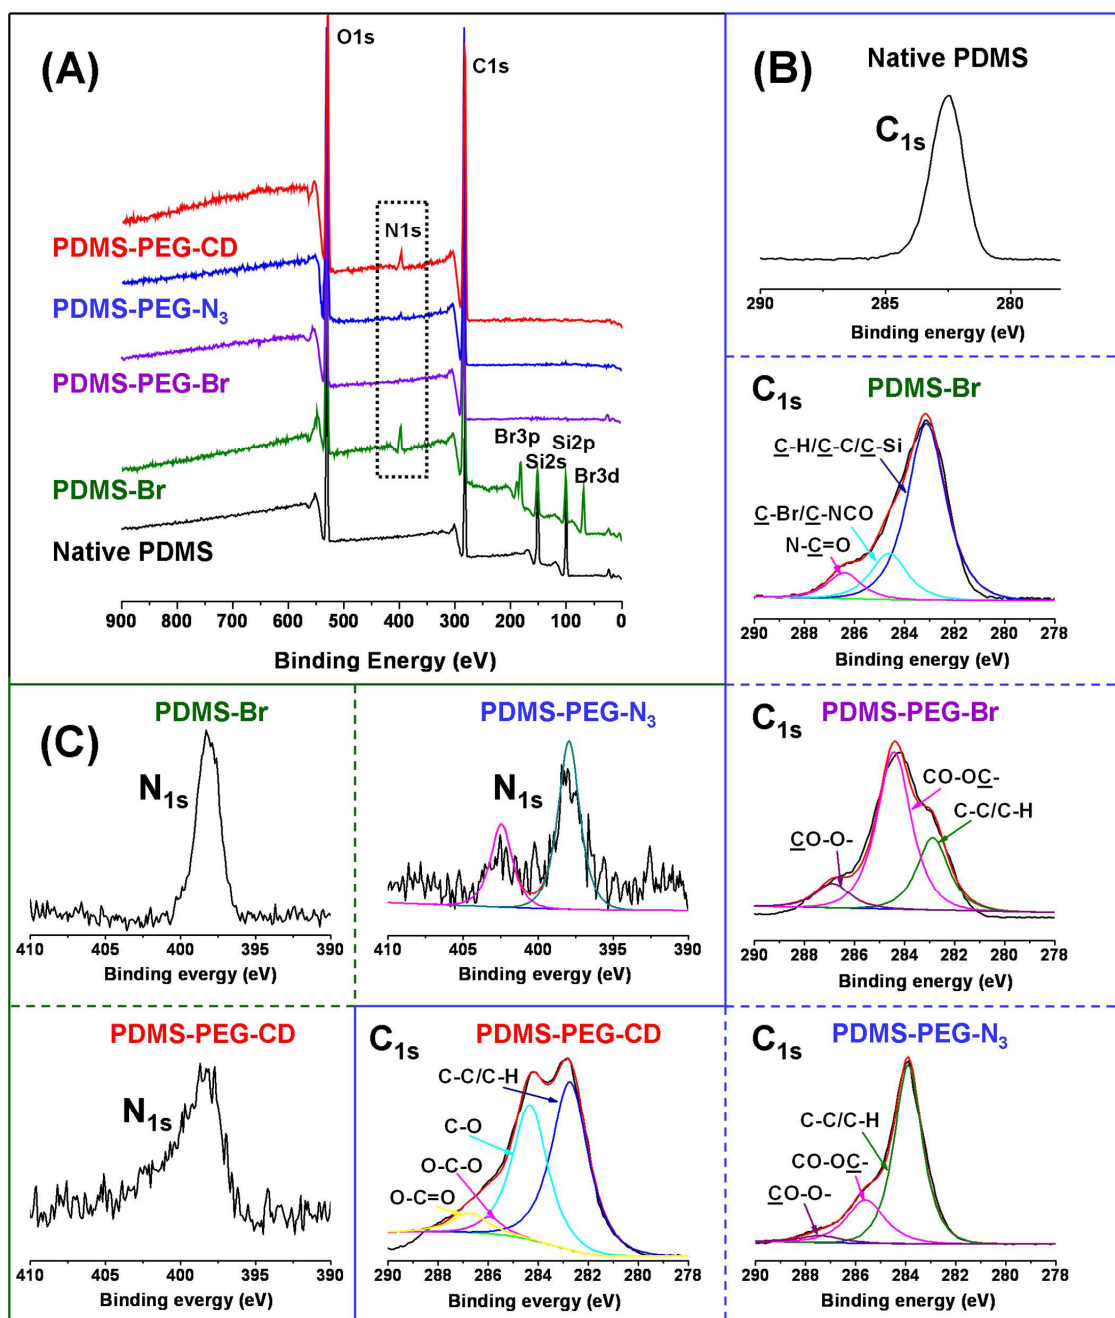 (A)
O1s
C1s
N1s
PDMS-PEG-CD
PDMS-PEG-N3
PDMS-PEG-Br
PDMS-Br
Native PDMS
Br3p
Si2p
Si2s
Br3d
900 800 700 600 500 400 300 200 100 0
Binding Energy (eV)
(B)
Native PDMS
C1s
290 285 280
Binding energy (eV)
C1s
PDMS-Br
C-H/C-C/C-Si
C-Br/C-NCO
N-C=O
290 288 286 284 282 280 278
Binding energy (eV)
(C)
PDMS-Br
N1s
410 405 400 395 390
Binding evergy (eV)
PDMS-PEG-N3
N1s
410 405 400 395 390
Binding evergy (eV)
C1s
PDMS-PEG-Br
CO-OC-
C-C/C-H
CO-O-
290 288 286 284 282 280 278
Binding energy (eV)
PDMS-PEG-CD
N1s
410 405 400 395 390
Binding evergy (eV)
C1s
PDMS-PEG-CD
C-C/C-H
C-O
O-C-O
O-C=O
290 288 286 284 282 280 278
Binding evergy (eV)
C1s
PDMS-PEG-N3
C-C/C-H
CO-OC-
CO-O-
290 288 286 284 282 280 278
Binding energy (eV)